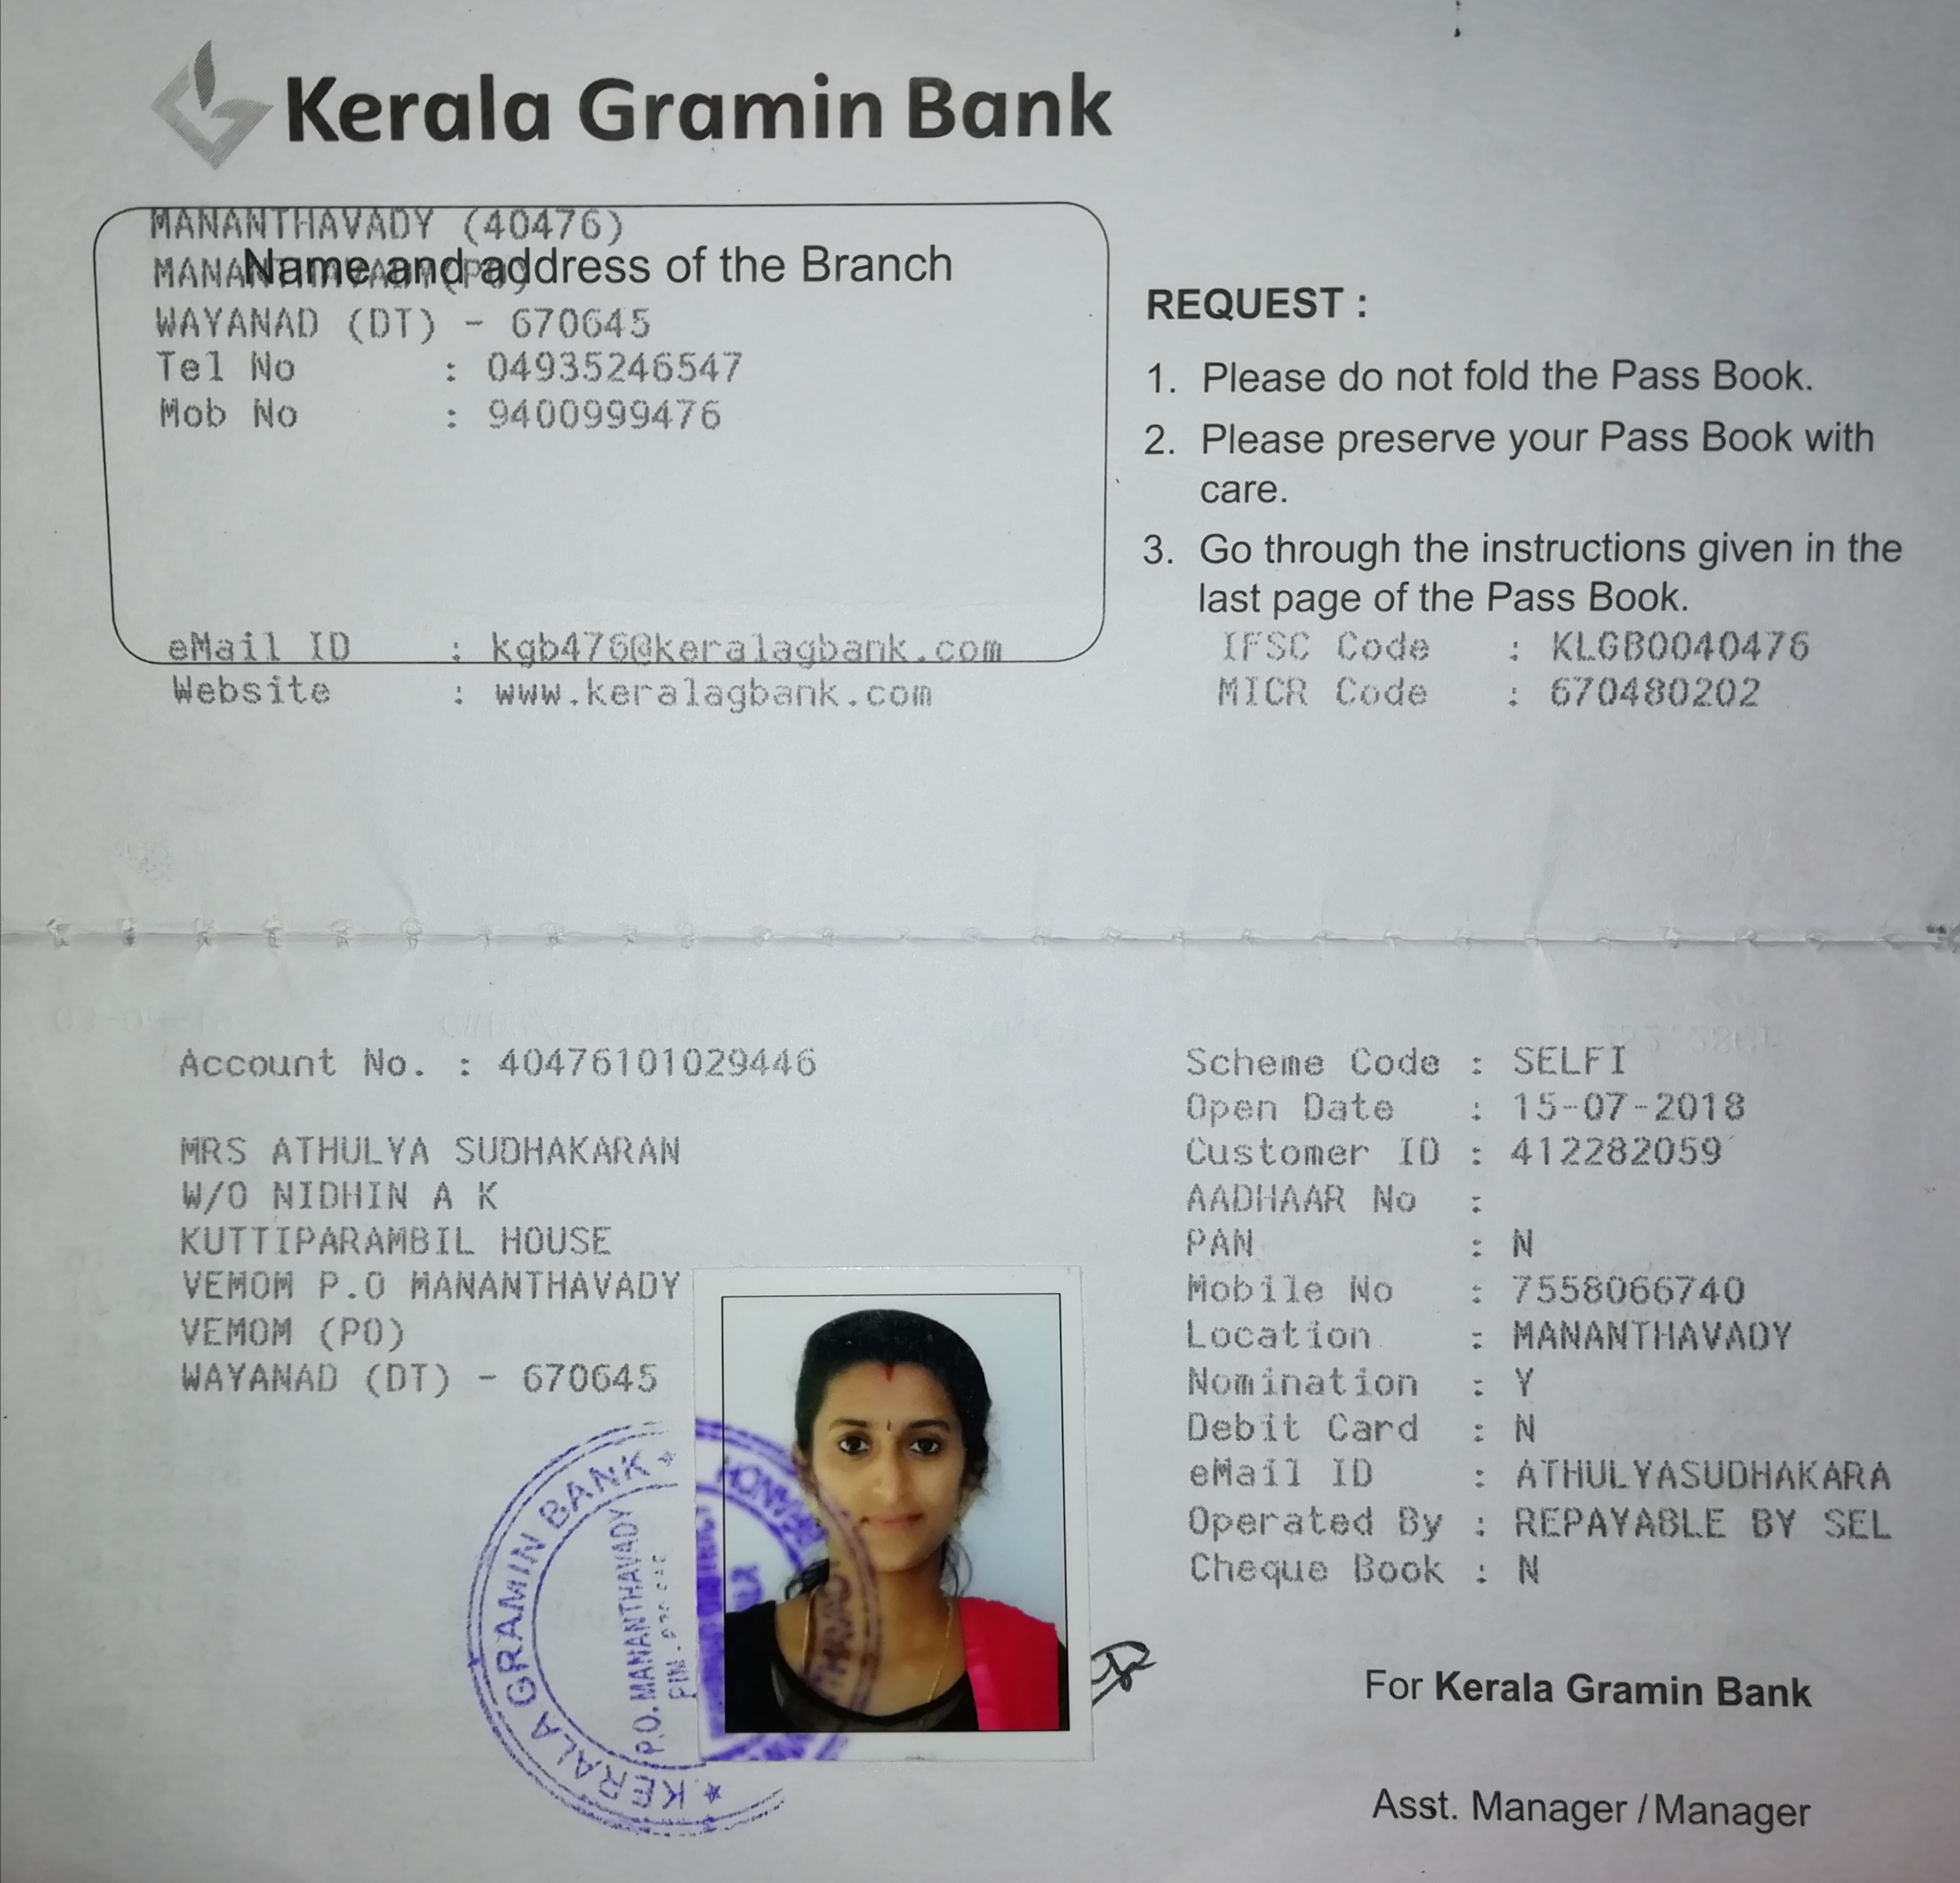 Kerala Gramin Bank
MANANTHAVADY (40476)
Name and address of the Branch
WAYANAD (DT) - 670645
Tel No : 04935246547
Mob No : 9400999476
eMail ID : kgb476@keralagbank.com
Website : www.keralagbank.com
REQUEST :
1. Please do not fold the Pass Book.
2. Please preserve your Pass Book with
care.
3. Go through the instructions given in the
last page of the Pass Book.
IFSC Code : KLGB0040476
MICR Code : 670480202
Account No. : 40476101029446
MRS ATHULYA SUDHAKARAN
W/O NIDHIN A K
KUTTIPARAMBIL HOUSE
VEMOM P.O MANANTHAVADY
VEMOM (PO)
WAYANAD (DT) - 670645
Scheme Code : SELFI
Open Date : 15-07-2018
Customer ID : 412282059
AADHAAR No :
PAN : N
Mobile No : 7558066740
Location : MANANTHAVADY
Nomination : Y
Debit Card : N
eMail ID : ATHULYASUDHAKARA
Operated By : REPAYABLE BY SEL
Cheque Book : N
KERALA GRAMIN BANK
P.O. MANANTHAVADY
PIN -
For Kerala Gramin Bank
Asst. Manager / Manager